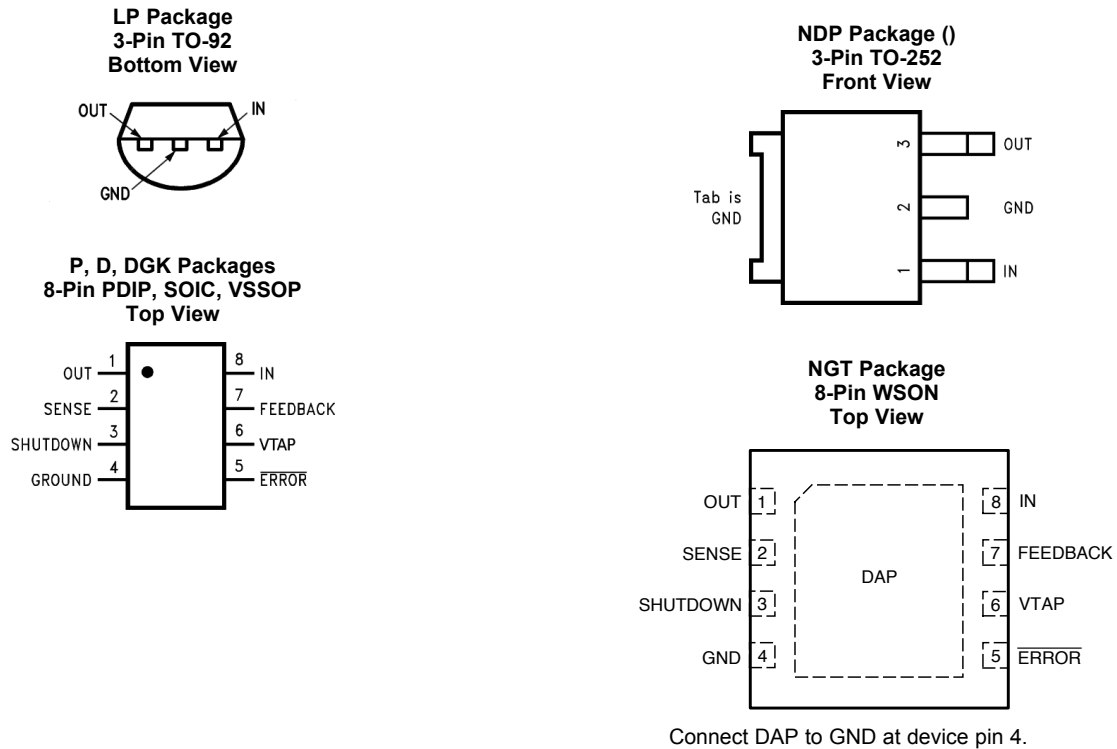 LP Package
3-Pin TO-92
Bottom View
OUT
IN
GND
NDP Package ()
3-Pin TO-252
Front View
Tab is
GND
3
OUT
2
GND
1
IN
P, D, DGK Packages
8-Pin PDIP, SOIC, VSSOP
Top View
OUT 1
8 IN
SENSE 2
7 FEEDBACK
SHUTDOWN 3
6 VTAP
GROUND 4
5 ERROR
NGT Package
8-Pin WSON
Top View
OUT 1
8 IN
SENSE 2
7 FEEDBACK
DAP
SHUTDOWN 3
6 VTAP
GND 4
5 ERROR
Connect DAP to GND at device pin 4.